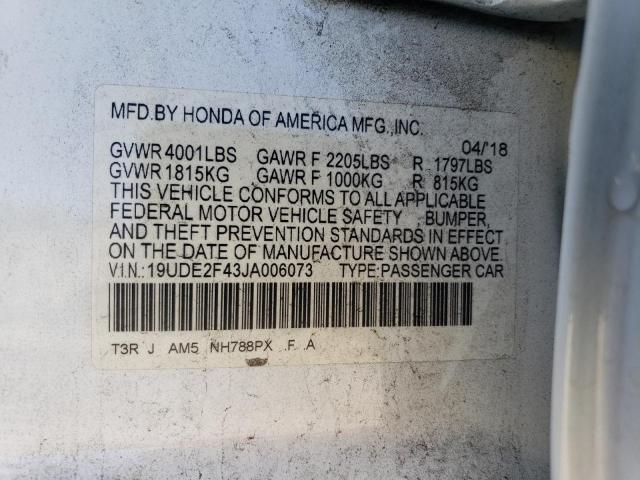 MFD.BY HONDA OF AMERICA MFG.,INC.
04/'18
GVWR 4001LBS GAWR F 2205LBS R 1797LBS
GVWR 1815KG GAWR F 1000KG R 815KG
THIS VEHICLE CONFORMS TO ALL APPLICABLE
FEDERAL MOTOR VEHICLE SAFETY BUMPER,
AND THEFT PREVENTION STANDARDS IN EFFECT
ON THE DATE OF MANUFACTURE SHOWN ABOVE.
V.I.N.:19UDE2F43JA006073 TYPE:PASSENGER CAR
T3R J AM5 NH788PX F A